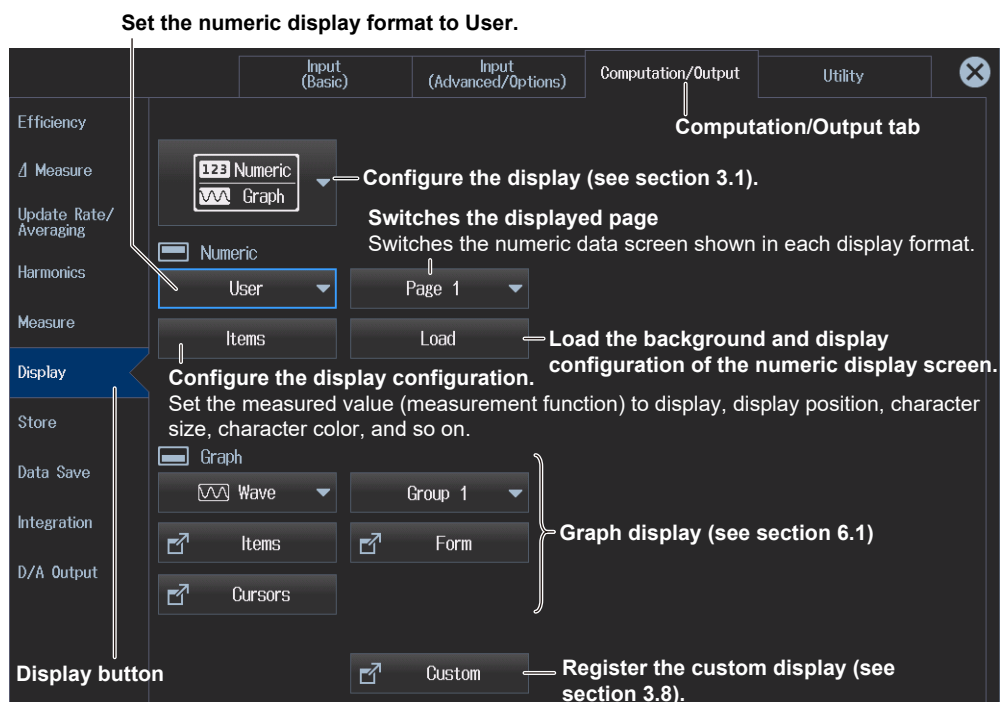 Set the numeric display format to User.
Input
(Basic)
Input
(Advanced/Options)
Computation/Output
Utility
Computation/Output tab
Efficiency
Δ Measure
Update Rate/
Averaging
Harmonics
Measure
Display
Store
Data Save
Integration
D/A Output
Display button
123 Numeric
Graph
Configure the display (see section 3.1).
Switches the displayed page
Switches the numeric data screen shown in each display format.
Numeric
User
Page 1
Items
Load
Load the background and display
configuration of the numeric display screen.
Configure the display configuration.
Set the measured value (measurement function) to display, display position, character
size, character color, and so on.
Graph
Wave
Group 1
Items
Form
Cursors
Graph display (see section 6.1)
Custom
Register the custom display (see
section 3.8).